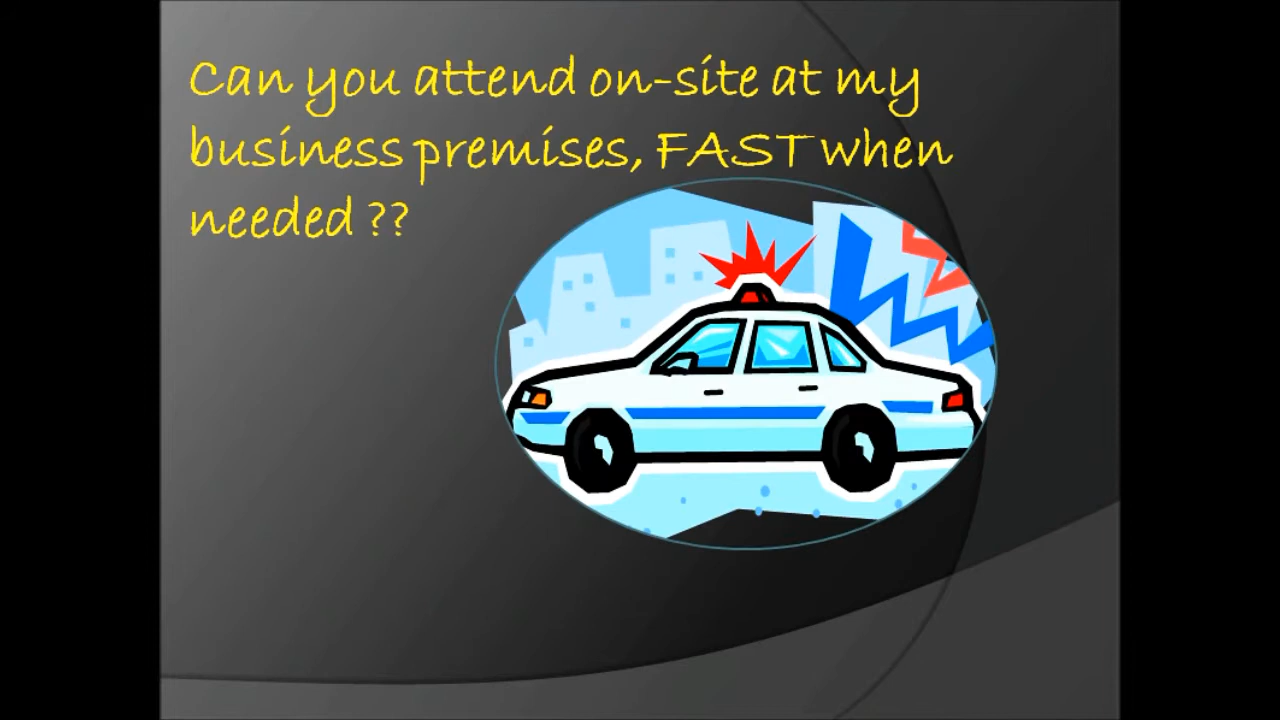 Can you attend on-site at my
business premises, FAST when
needed ??